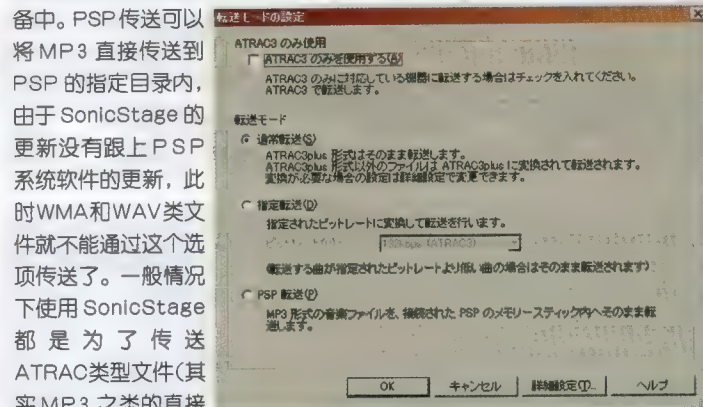 备中。PSP传送可以
将MP3直接传送到
PSP的指定目录内，
由于SonicStage的
更新没有跟上PSP
系统软件的更新，此
时WMA和WAV类文
件就不能通过这个选
项传送了。一般情况
下使用SonicStage
都是为了传送
ATRAC类型文件(其
实MP3之类的直接
転送モードの設定
ATRAC3 のみ使用
ATRAC3 のみを使用する(A)
ATRAC3 のみに対応している機器に転送する場合はチェックを入れてください。
ATRAC3 で転送します。
転送モード
通常転送(S)
ATRAC3plus 形式はそのまま転送します。
ATRAC3plus 形式以外のファイルは ATRAC3plus に変換されて転送されます。
変換が必要な場合の設定は詳細設定で変更できます。
指定転送(D)
指定されたビットレートに変換して転送を行います。
132kbps (ATRAC3)
(転送する曲が指定されたビットレートより低い曲の場合はそのまま転送されます)
PSP 転送(P)
MP3 形式の音楽ファイルを、接続された PSP のメモリースティック内へそのまま転
送します。
OK キャンセル 詳細設定(T)... ヘルプ